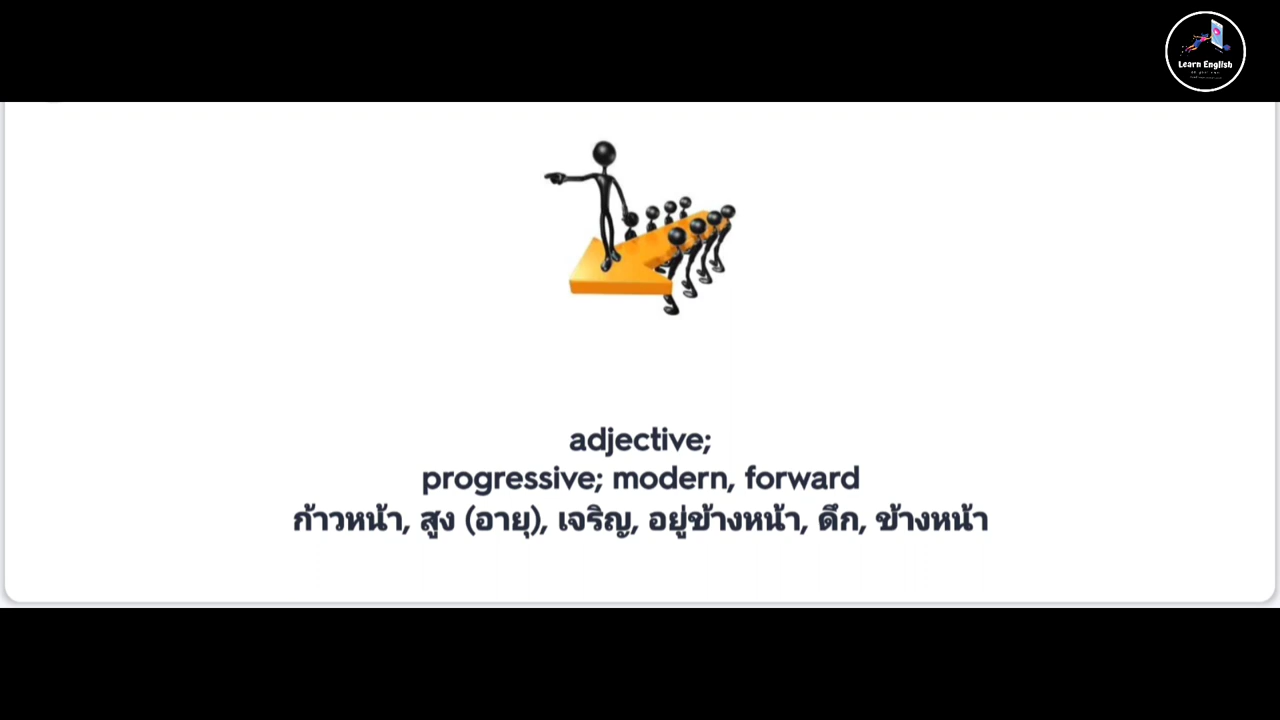 Learn English
adjective;
progressive; modern, forward
ก้าวหน้า, สูง (อายุ), เจริญ, อยู่ข้างหน้า, ดึก, ข้างหน้า